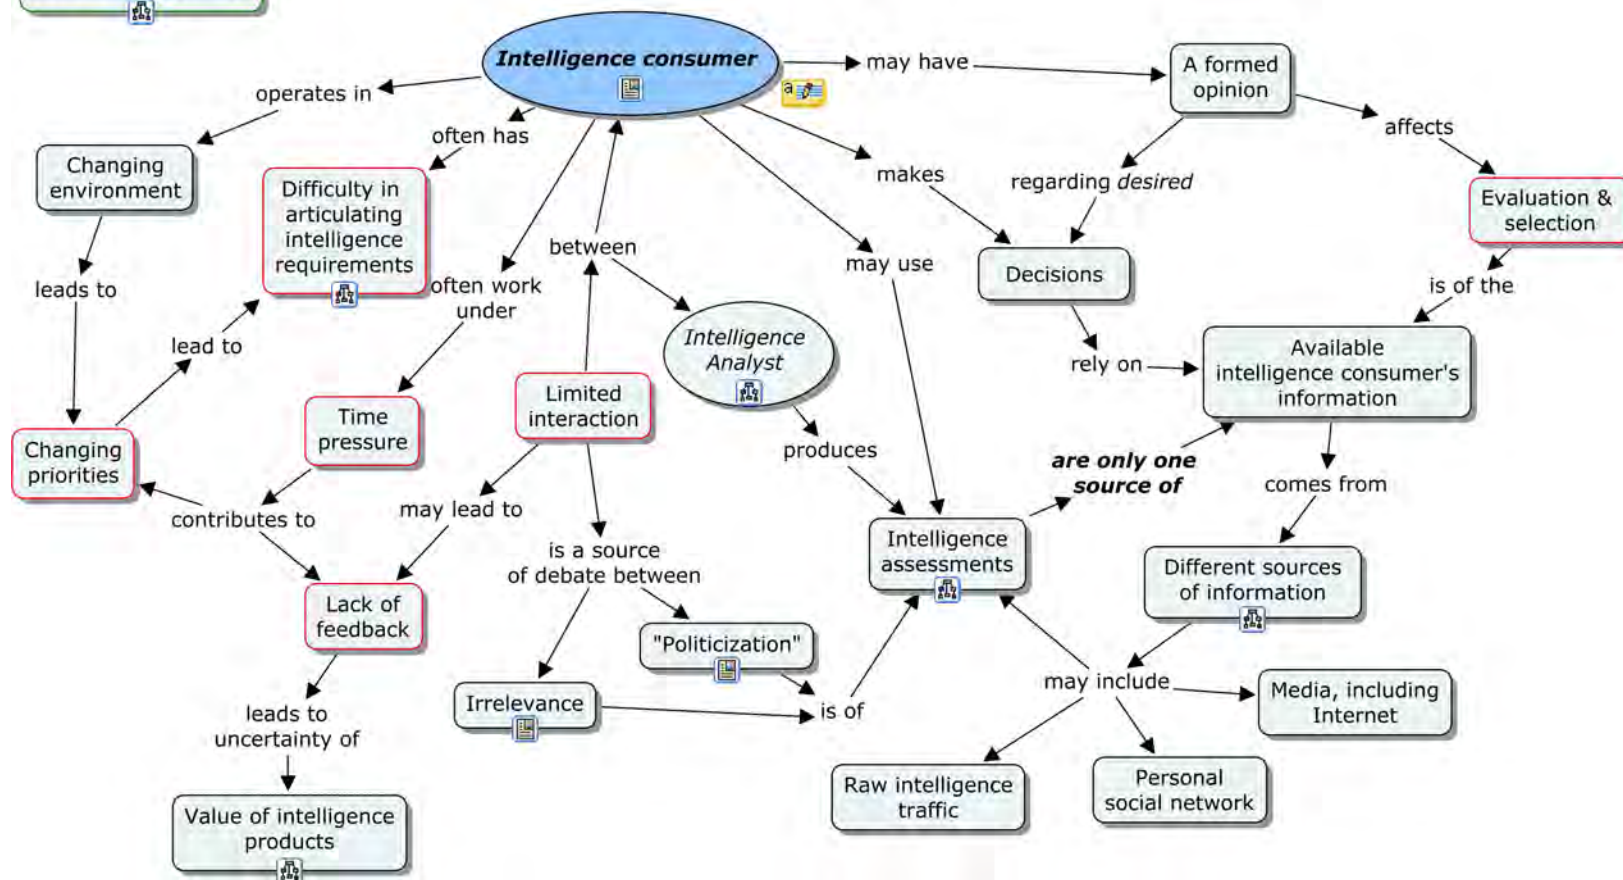 Intelligence consumer
a
may have
A formed
opinion
operates in
often has
affects
Changing
environment
Difficulty in
articulating
intelligence
requirements
makes
regarding desired
Evaluation &
selection
between
may use
Decisions
is of the
leads to
often work
under
lead to
Intelligence
Analyst
rely on
Available
intelligence consumer's
information
Limited
interaction
Time
pressure
Changing
priorities
produces
are only one
source of
comes from
contributes to
may lead to
is a source
of debate between
Intelligence
assessments
Different sources
of information
Lack of
feedback
"Politicization"
may include
Media, including
Internet
Irrelevance
is of
leads to
uncertainty of
Raw intelligence
traffic
Personal
social network
Value of intelligence
products